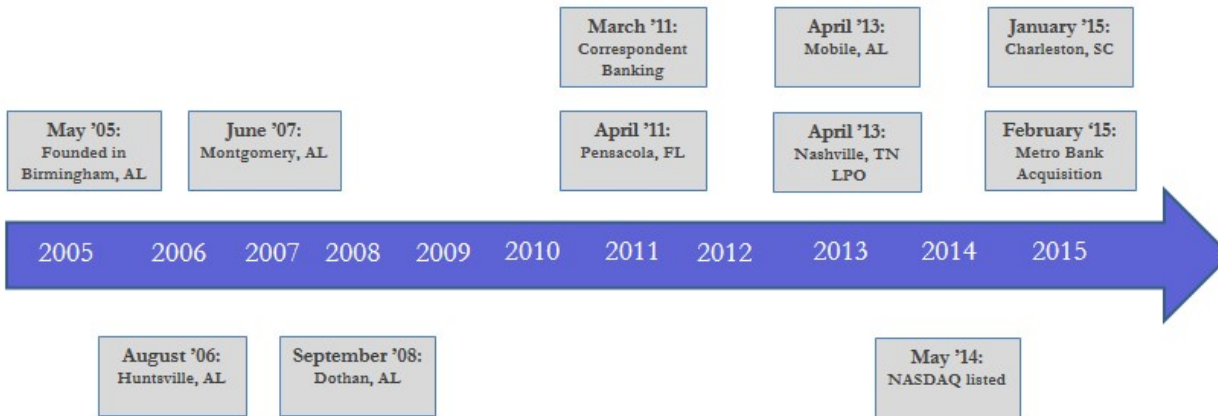 March ’11:
Correspondent
Banking
April ’13:
Mobile, AL
January ’15:
Charleston, SC
May ’05:
Founded in
Birmingham, AL
June ’07:
Montgomery, AL
April ’11:
Pensacola, FL
April ’13:
Nashville, TN
LPO
February ‘15:
Metro Bank
Acquisition
2005 2006 2007 2008 2009 2010 2011 2012 2013 2014 2015
August ’06:
Huntsville, AL
September ’08:
Dothan, AL
May ’14:
NASDAQ listed